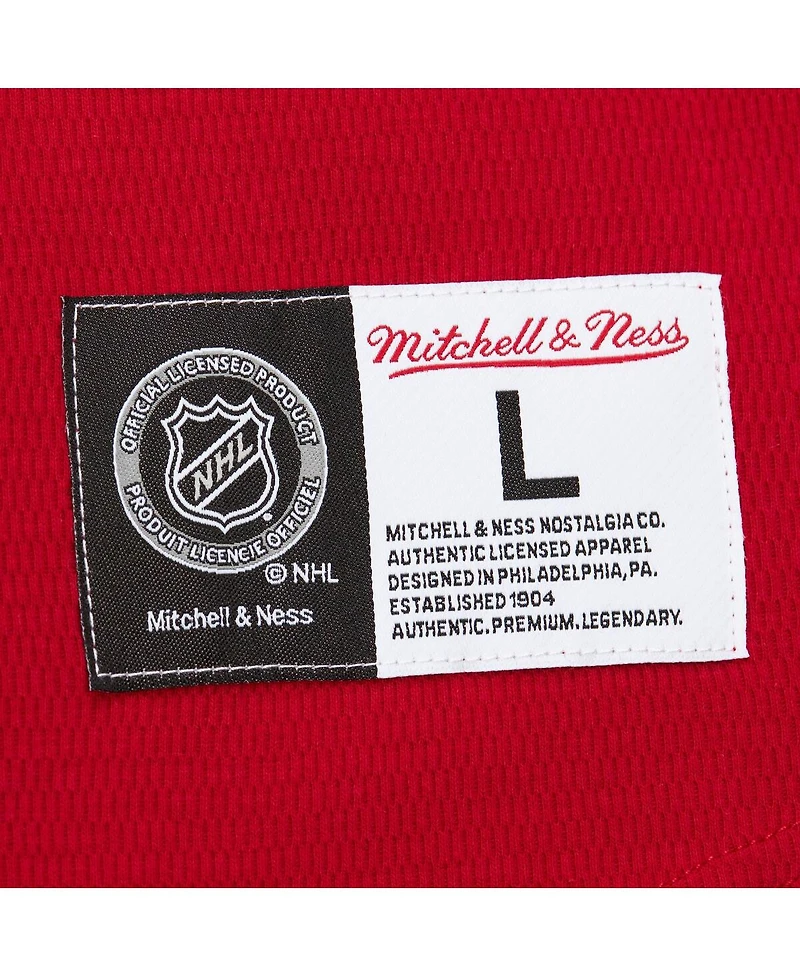 OFFICIAL LICENSED PRODUCT
NHL
PRODUIT LICENCIE OFFICIEL
© NHL
Mitchell & Ness
Mitchell & Ness
L
MITCHELL & NESS NOSTALGIA CO.
AUTHENTIC LICENSED APPAREL
DESIGNED IN PHILADELPHIA, PA.
ESTABLISHED 1904
AUTHENTIC. PREMIUM. LEGENDARY.